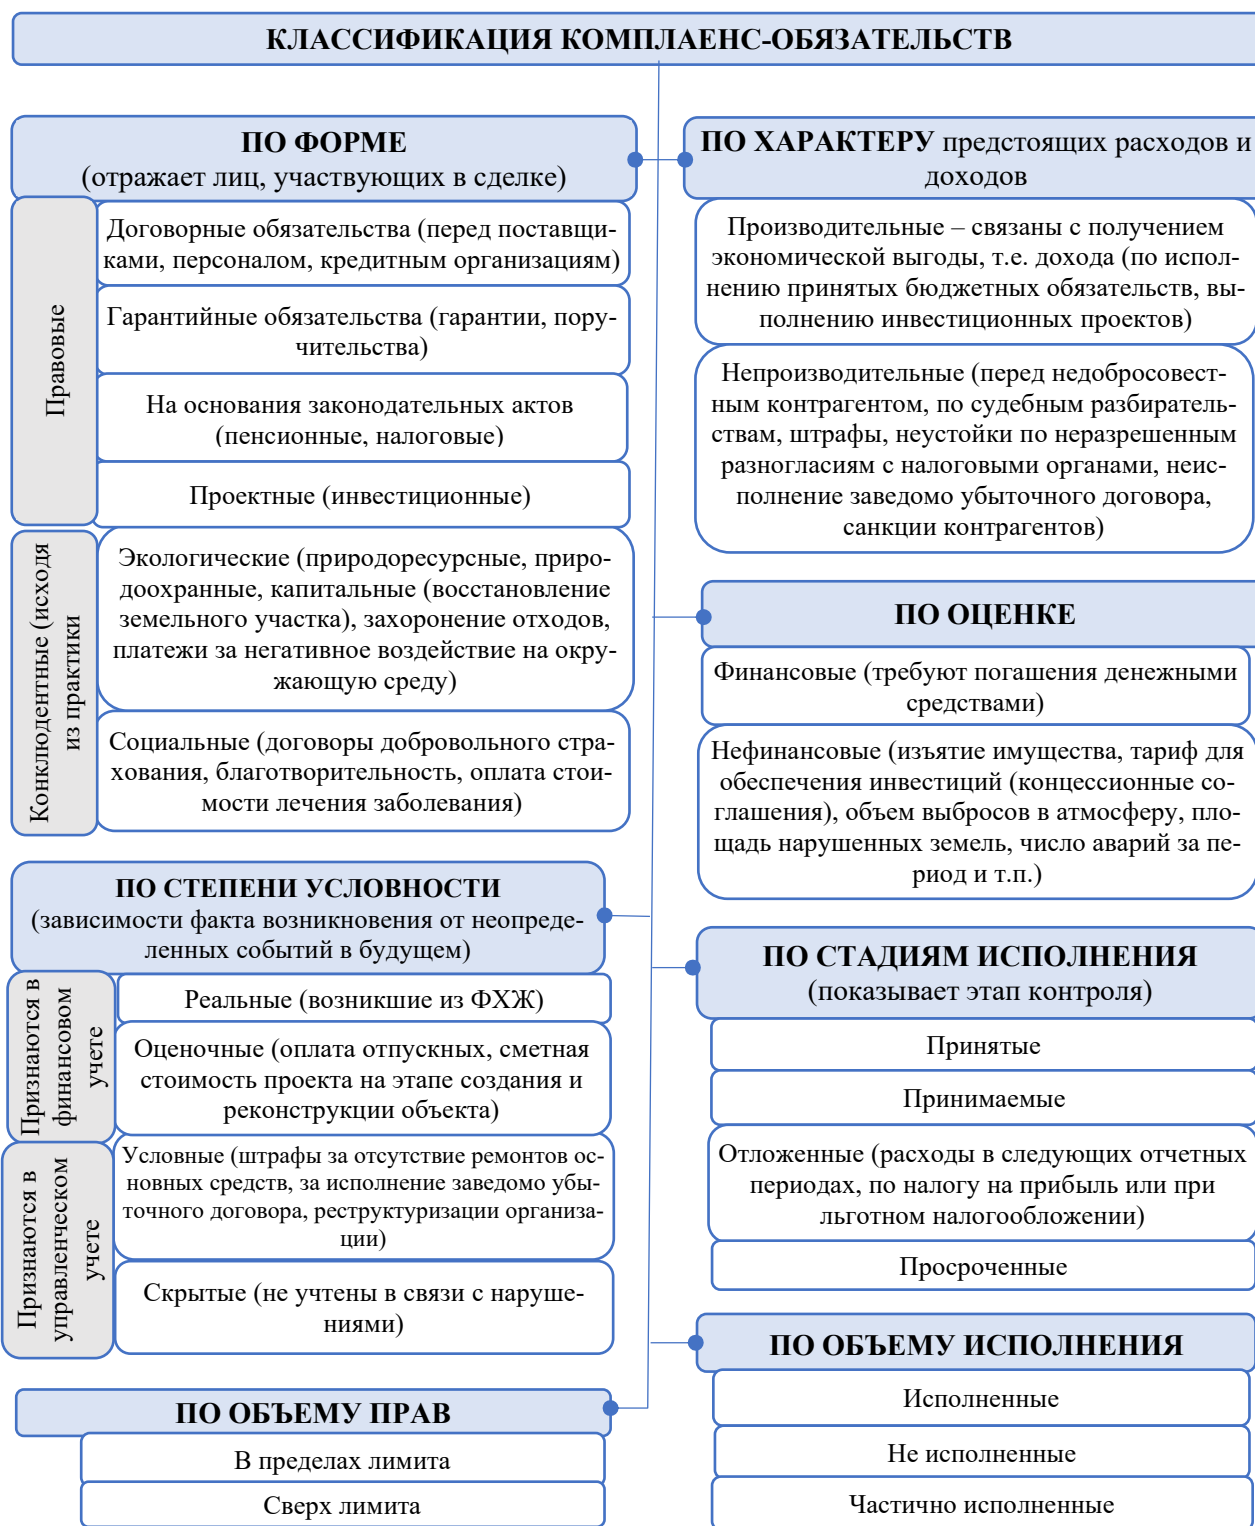 КЛАССИФИКАЦИЯ КОМПЛАЕНС-ОБЯЗАТЕЛЬСТВ
ПО ФОРМЕ
(отражает лиц, участвующих в сделке)
Правовые
Договорные обязательства (перед поставщи-
ками, персоналом, кредитным организациям)
Гарантийные обязательства (гарантии, пору-
чительства)
На основания законодательных актов
(пенсионные, налоговые)
Проектные (инвестиционные)
Конклюдентные (исходя
из практики
Экологические (природоресурсные, приро-
доохранные, капитальные (восстановление
земельного участка), захоронение отходов,
платежи за негативное воздействие на окру-
жающую среду)
Социальные (договоры добровольного стра-
хования, благотворительность, оплата стои-
мости лечения заболевания)
ПО СТЕПЕНИ УСЛОВНОСТИ
(зависимости факта возникновения от неопреде-
ленных событий в будущем)
Признаются в
финансовом
учете
Реальные (возникшие из ФХЖ)
Оценочные (оплата отпускных, сметная
стоимость проекта на этапе создания и
реконструкции объекта)
Признаются в
управленческом
учете
Условные (штрафы за отсутствие ремонтов ос-
новных средств, за исполнение заведомо убы-
точного договора, реструктуризации организа-
ции)
Скрытые (не учтены в связи с наруше-
ниями)
ПО ОБЪЕМУ ПРАВ
В пределах лимита
Сверх лимита
ПО ХАРАКТЕРУ предстоящих расходов и
доходов
Производительные – связаны с получением
экономической выгоды, т.е. дохода (по испол-
нению принятых бюджетных обязательств, вы-
полнению инвестиционных проектов)
Непроизводительные (перед недобросовест-
ным контрагентом, по судебным разбиратель-
ствам, штрафы, неустойки по неразрешенным
разногласиям с налоговыми органами, неис-
полнение заведомо убыточного договора,
санкции контрагентов)
ПО ОЦЕНКЕ
Финансовые (требуют погашения денежными
средствами)
Нефинансовые (изъятие имущества, тариф для
обеспечения инвестиций (концессионные со-
глашения), объем выбросов в атмосферу, пло-
щадь нарушенных земель, число аварий за пе-
риод и т.п.)
ПО СТАДИЯМ ИСПОЛНЕНИЯ
(показывает этап контроля)
Принятые
Принимаемые
Отложенные (расходы в следующих отчетных
периодах, по налогу на прибыль или при
льготном налогообложении)
Просроченные
ПО ОБЪЕМУ ИСПОЛНЕНИЯ
Исполненные
Не исполненные
Частично исполненные